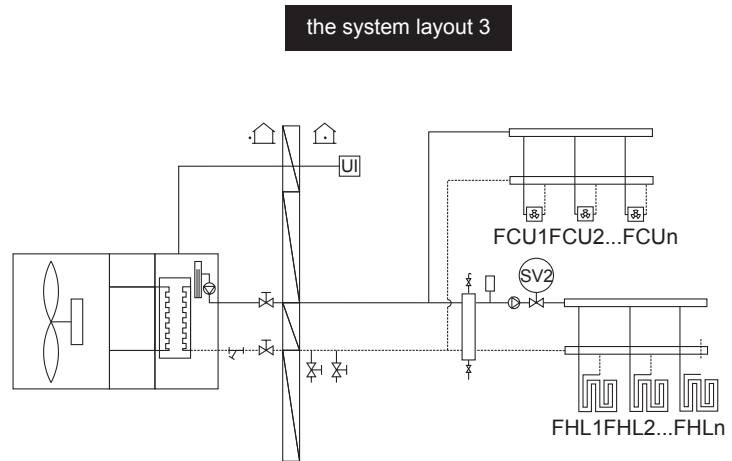 the system layout 3
UI
FCU1FCU2...FCUn
SV2
FHL1FHL2...FHLn